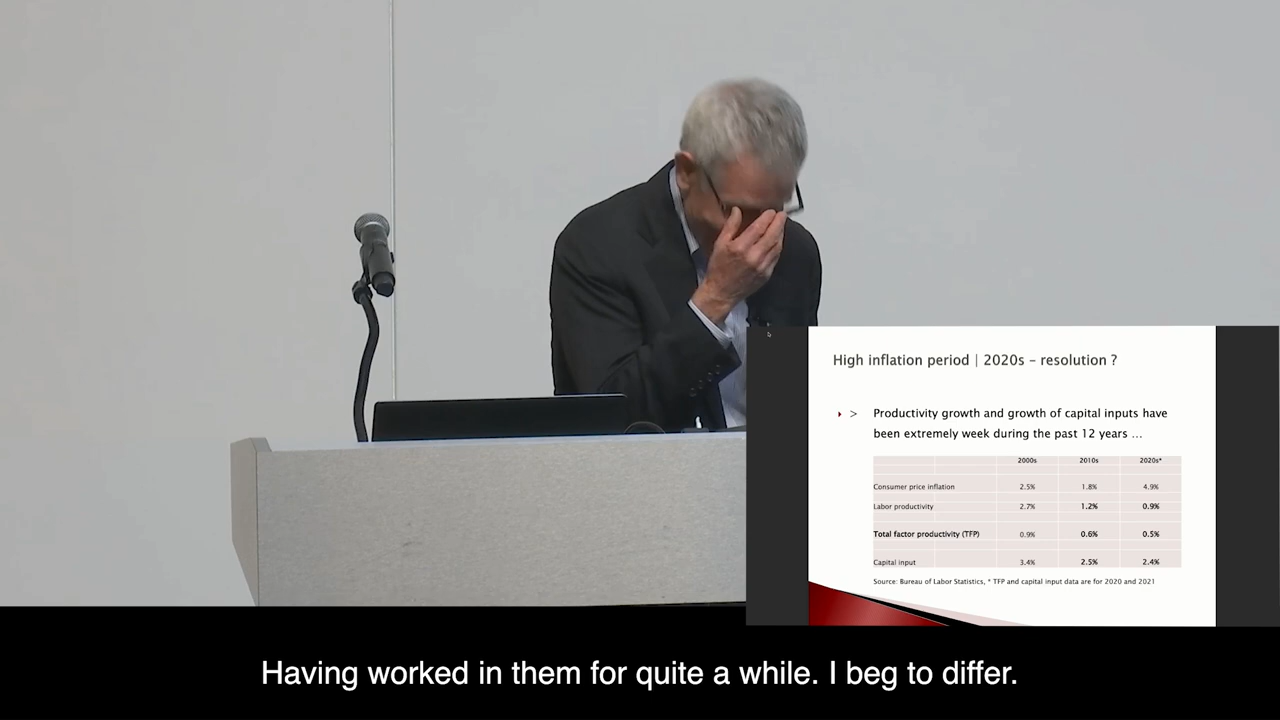 High inflation period | 2020s – resolution ?
> Productivity growth and growth of capital inputs have
been extremely week during the past 12 years …
2000s 2010s 2020s*
Consumer price inflation 2.5% 1.8% 4.9%
Labor productivity 2.7% 1.2% 0.9%
Total factor productivity (TFP) 0.9% 0.6% 0.5%
Capital input 3.4% 2.5% 2.4%
Source: Bureau of Labor Statistics, * TFP and capital input data are for 2020 and 2021
Having worked in them for quite a while. I beg to differ.